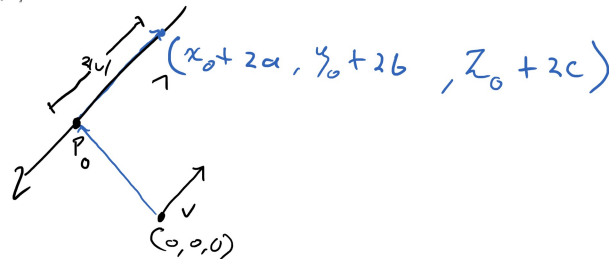 2|v|
(x₀ + 2a , y₀ + 2b , z₀ + 2c)
P₀
L
v
(0,0,0)